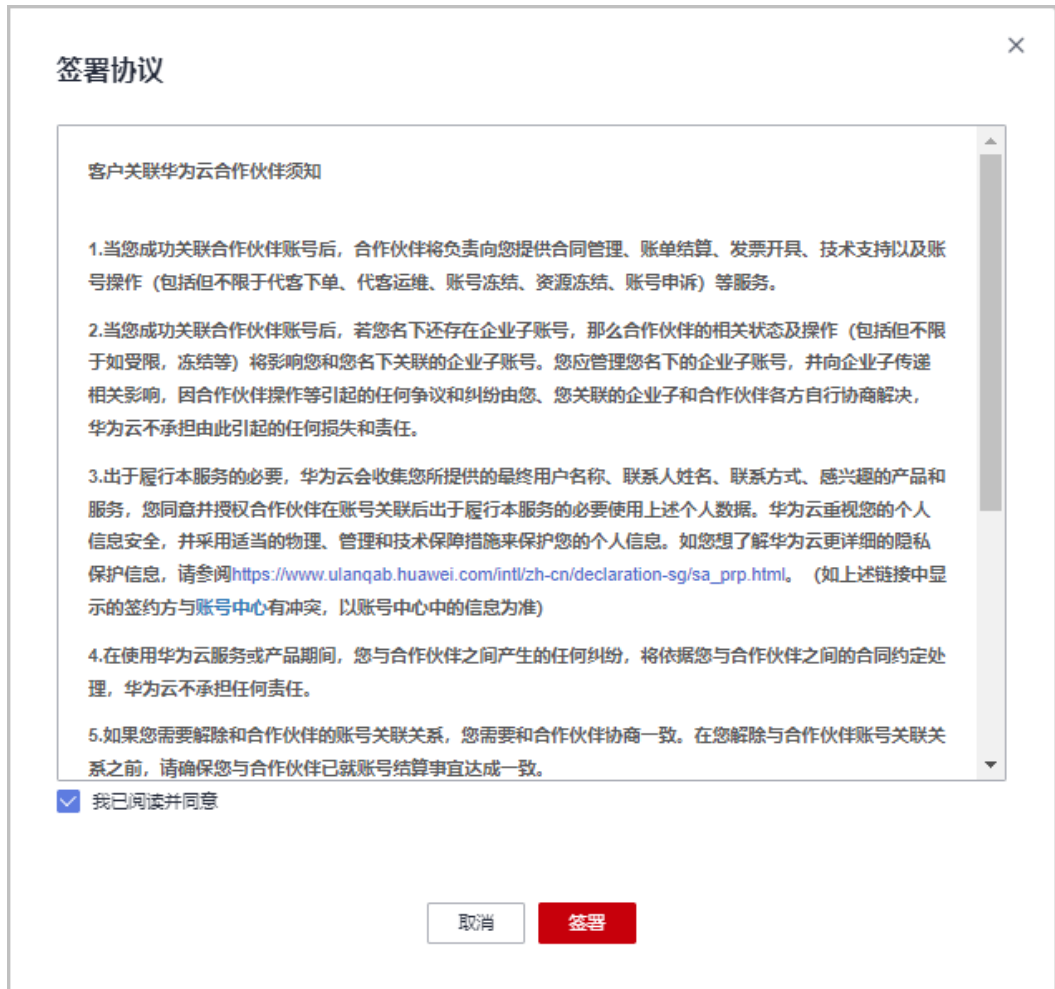 签署协议
客户关联华为云合作伙伴须知
1.当您成功关联合作伙伴账号后，合作伙伴将负责向您提供合同管理、账单结算、发票开具、技术支持以及账
号操作（包括但不限于代客下单、代客运维、账号冻结、资源冻结、账号申诉）等服务。
2.当您成功关联合作伙伴账号后，若您名下还存在企业子账号，那么合作伙伴的相关状态及操作（包括但不限
于如受限，冻结等）将影响您和您名下关联的企业子账号。您应管理您名下的企业子账号，并向企业子传递
相关影响，因合作伙伴操作等引起的任何争议和纠纷由您、您关联的企业子和合作伙伴各方自行协商解决，
华为云不承担由此引起的任何损失和责任。
3.出于履行本服务的必要，华为云会收集您所提供的最终用户名称、联系人姓名、联系方式、感兴趣的产品和
服务，您同意并授权合作伙伴在账号关联后出于履行本服务的必要使用上述个人数据。华为云重视您的个人
信息安全，并采用适当的物理、管理和技术保障措施来保护您的个人信息。如您想了解华为云更详细的隐私
保护信息，请参阅https://www.ulanqab.huawei.com/intl/zh-cn/declaration-sg/sa_prp.html。 （如上述链接中显
示的签约方与账号中心有冲突，以账号中心中的信息为准)
4.在使用华为云服务或产品期间，您与合作伙伴之间产生的任何纠纷，将依据您与合作伙伴之间的合同约定处
理，华为云不承担任何责任。
5.如果您需要解除和合作伙伴的账号关联关系，您需要和合作伙伴协商一致。在您解除与合作伙伴账号关联关
系之前，请确保您与合作伙伴已就账号结算事宜达成一致。
我已阅读并同意
取消 签署